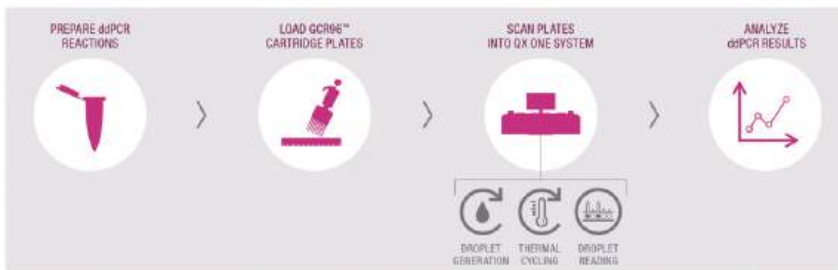 PREPARE ddPCR
REACTIONS
LOAD GCR96™
CARTRIDGE PLATES
SCAN PLATES
INTO QX ONE SYSTEM
ANALYZE
ddPCR RESULTS
DROPLET
GENERATION
THERMAL
CYCLING
DROPLET
READING